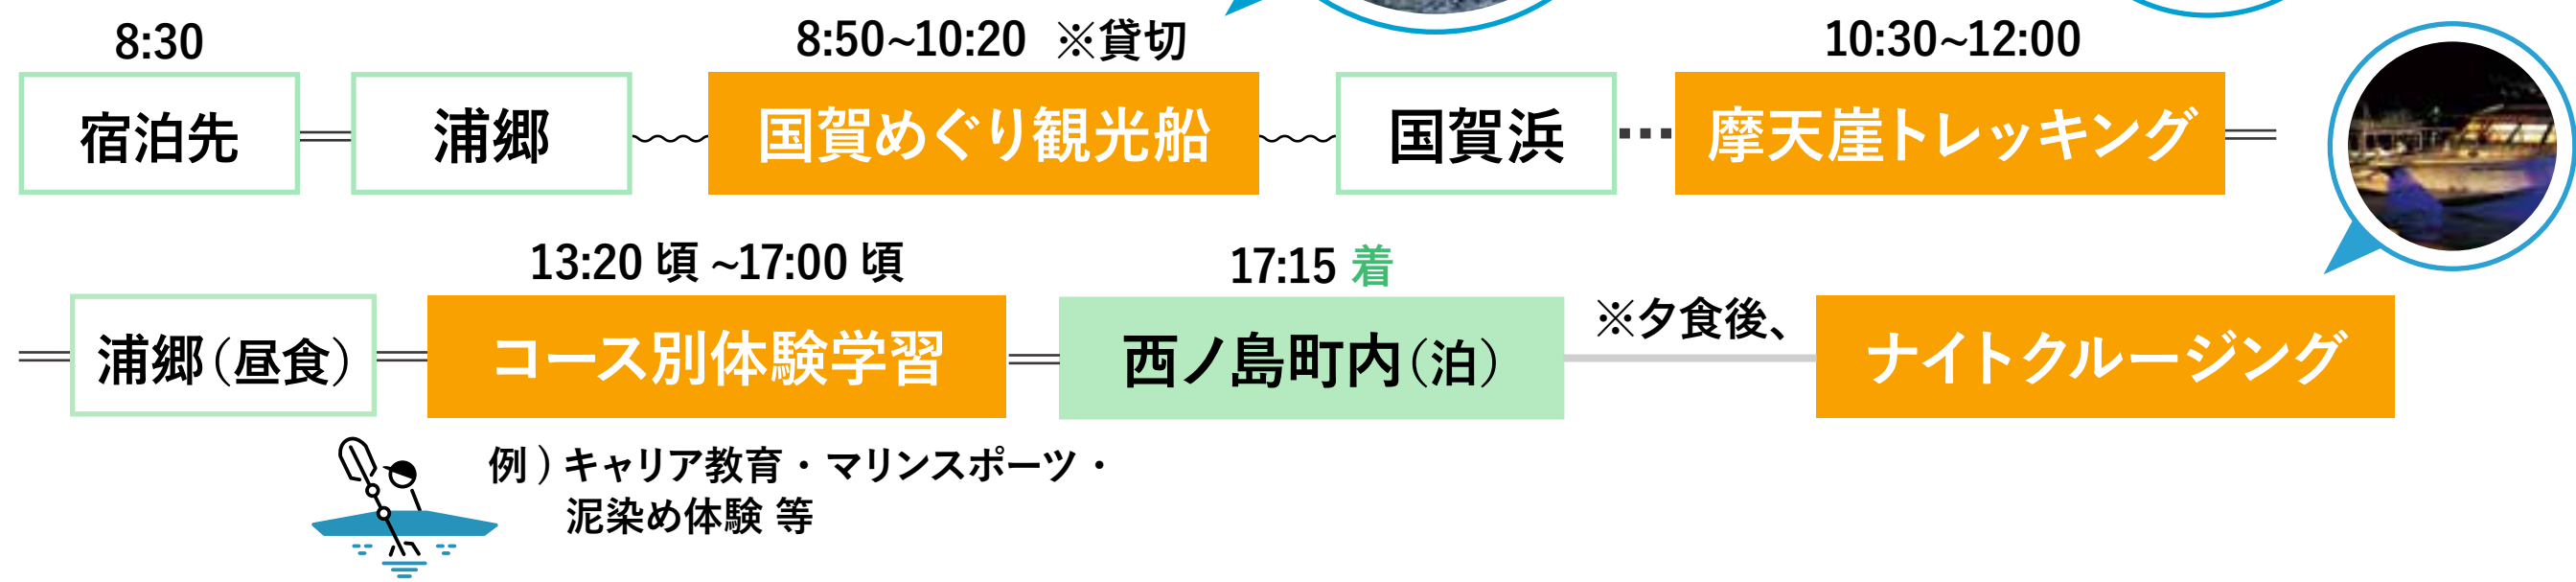 8:30 8:50~10:20 ※貸切 10:30~12:00
宿泊先 浦郷 国賀めぐり観光船 国賀浜 摩天崖トレッキング
13:20 頃 ~17:00 頃 17:15 着
浦郷(昼食) コース別体験学習 西ノ島町内(泊) ※夕食後、 ナイトクルージング
例)キャリア教育・マリンスポーツ・
泥染め体験 等